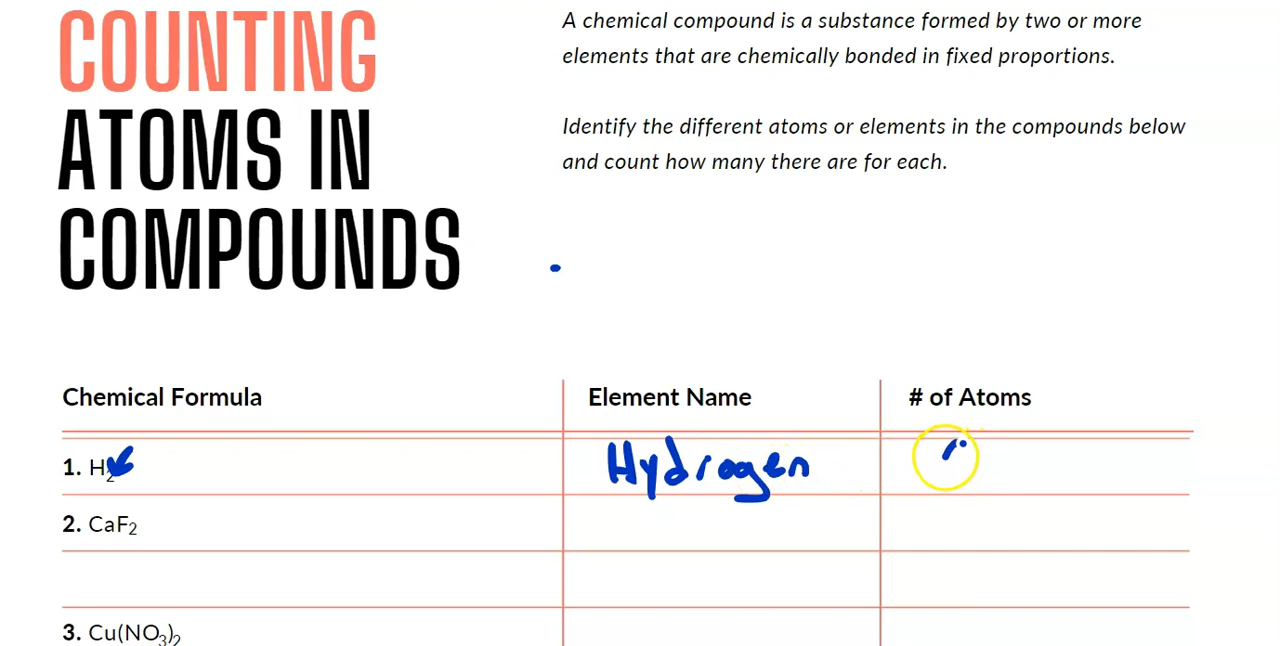 COUNTING
ATOMS IN
COMPOUNDS
A chemical compound is a substance formed by two or more
elements that are chemically bonded in fixed proportions.
Identify the different atoms or elements in the compounds below
and count how many there are for each.
Chemical Formula Element Name # of Atoms
1. H₂ Hydrogen
2. CaF₂
3. Cu(NO₃)₂